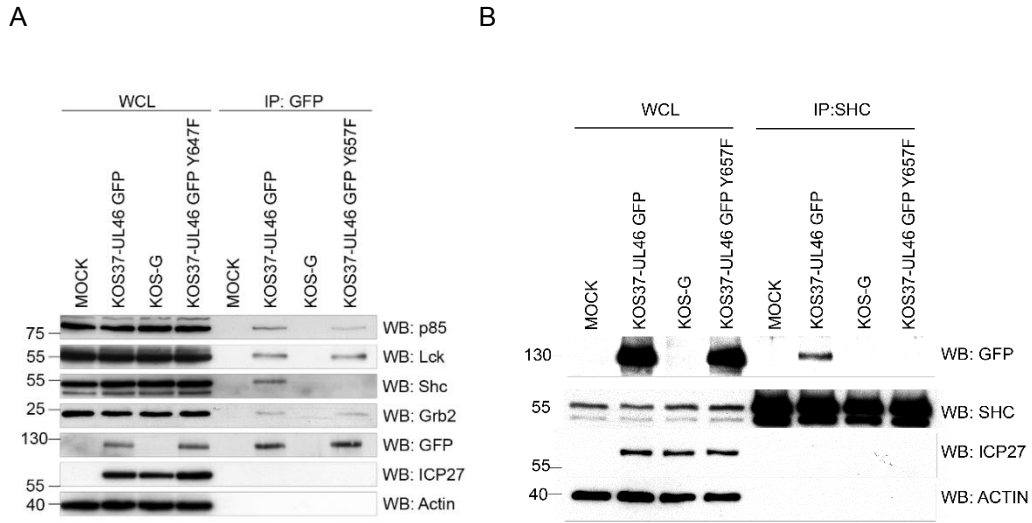 A
WCL
IP: GFP
MOCK
KOS37-UL46 GFP
KOS-G
KOS37-UL46 GFP Y647F
MOCK
KOS37-UL46 GFP
KOS-G
KOS37-UL46 GFP Y657F
75
WB: p85
55
WB: Lck
55
WB: Shc
25
WB: Grb2
130
WB: GFP
WB: ICP27
55
40
WB: Actin
B
WCL
IP:SHC
MOCK
KOS37-UL46 GFP
KOS-G
KOS37-UL46 GFP Y657F
MOCK
KOS37-UL46 GFP
KOS-G
KOS37-UL46 GFP Y657F
130
WB: GFP
55
WB: SHC
WB: ICP27
55
40
WB: ACTIN